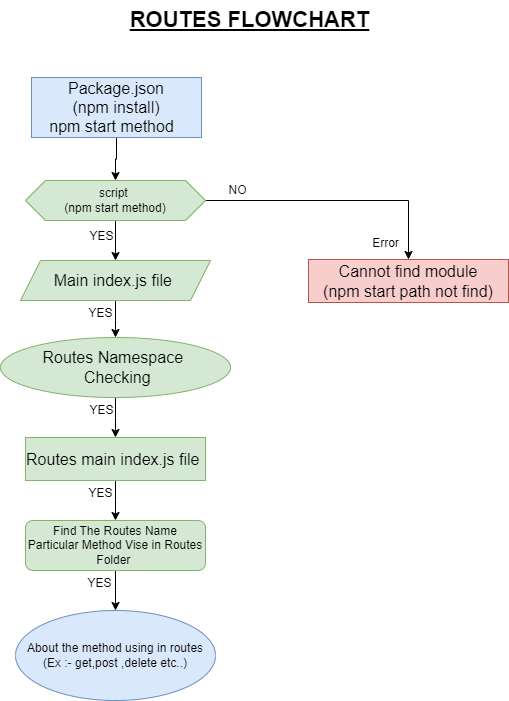 ROUTES FLOWCHART
Package.json
(npm install)
npm start method
script
(npm start method)
NO
YES
Error
Main index.js file
Cannot find module
(npm start path not find)
YES
Routes Namespace
Checking
YES
Routes main index.js file
YES
Find The Routes Name
Particular Method Vise in Routes
Folder
YES
About the method using in routes
(Ex :- get,post ,delete etc..)